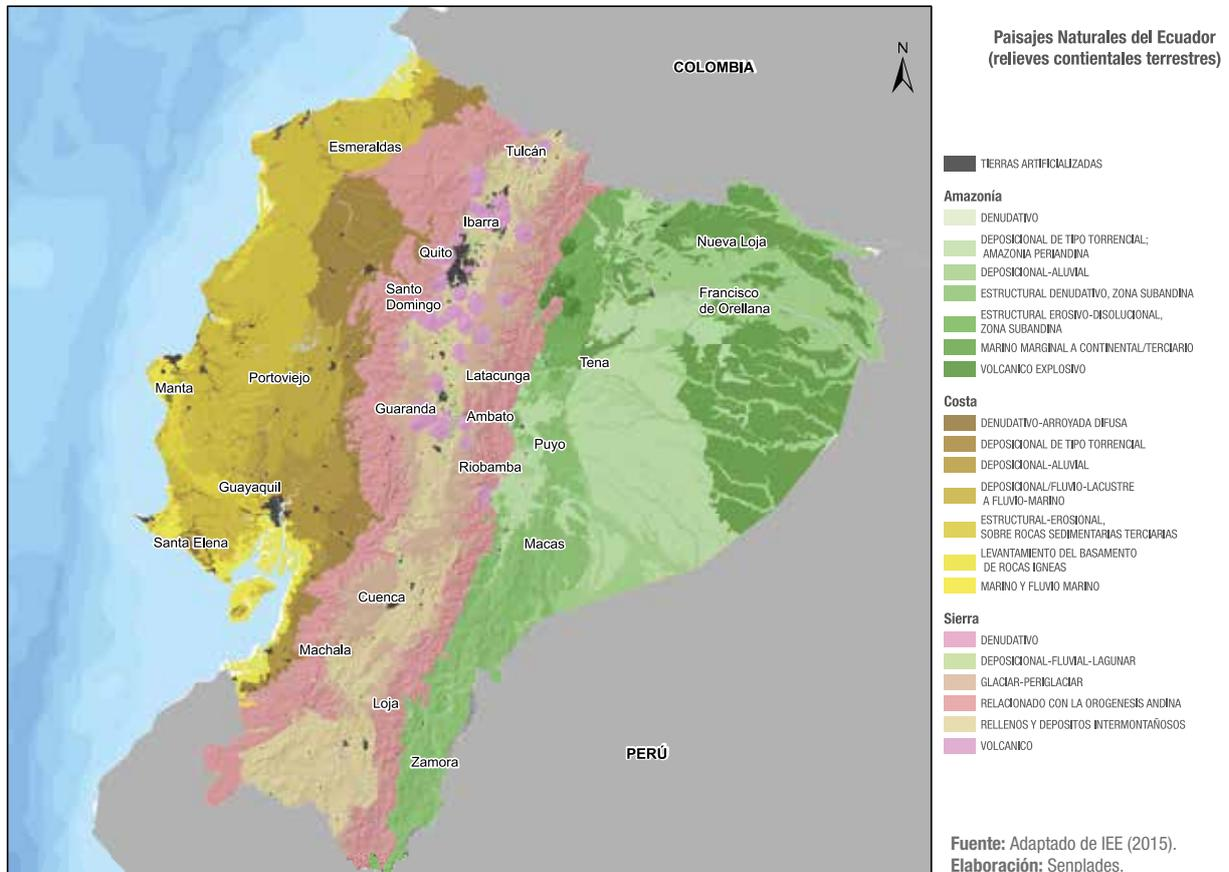 Paisajes Naturales del Ecuador
(relieves contientales terrestres)
N
COLOMBIA
Esmeraldas
Tulcán
Ibarra
Quito
Nueva Loja
Santo
Domingo
Francisco
de Orellana
Tena
Latacunga
Manta
Portoviejo
Guaranda
Ambato
Puyo
Riobamba
Guayaquil
Santa Elena
Macas
Cuenca
Machala
Loja
Zamora
PERÚ
TIERRAS ARTIFICIALIZADAS
Amazonía
DENUDATIVO
DEPOSICIONAL DE TIPO TORRENCIAL;
AMAZONIA PERIANDINA
DEPOSICIONAL-ALUVIAL
ESTRUCTURAL DENUDATIVO, ZONA SUBANDINA
ESTRUCTURAL EROSIVO-DISOLUCIONAL,
ZONA SUBANDINA
MARINO MARGINAL A CONTINENTAL/TERCIARIO
VOLCANICO EXPLOSIVO
Costa
DENUDATIVO-ARROYADA DIFUSA
DEPOSICIONAL DE TIPO TORRENCIAL
DEPOSICIONAL-ALUVIAL
DEPOSICIONAL/FLUVIO-LACUSTRE
A FLUVIO-MARINO
ESTRUCTURAL-EROSIONAL,
SOBRE ROCAS SEDIMENTARIAS TERCIARIAS
LEVANTAMIENTO DEL BASAMENTO
DE ROCAS IGNEAS
MARINO Y FLUVIO MARINO
Sierra
DENUDATIVO
DEPOSICIONAL-FLUVIAL-LAGUNAR
GLACIAR-PERIGLACIAR
RELACIONADO CON LA OROGENESIS ANDINA
RELLENOS Y DEPOSITOS INTERMONTAÑOSOS
VOLCANICO
Fuente: Adaptado de IEE (2015).
Elaboración: Senplades.